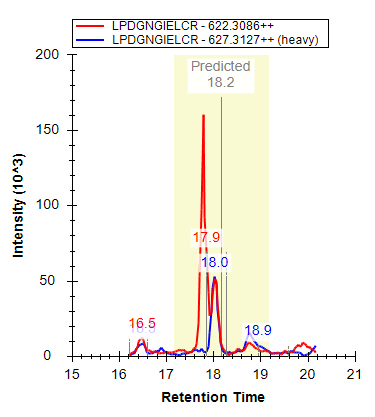 LPDGNGIELCR - 622.3086++
LPDGNGIELCR - 627.3127++ (heavy)
200
Predicted
18.2
150
Intensity (10^3)
100
17.9
18.0
50
16.5
18.9
0
15 16 17 18 19 20 21
Retention Time